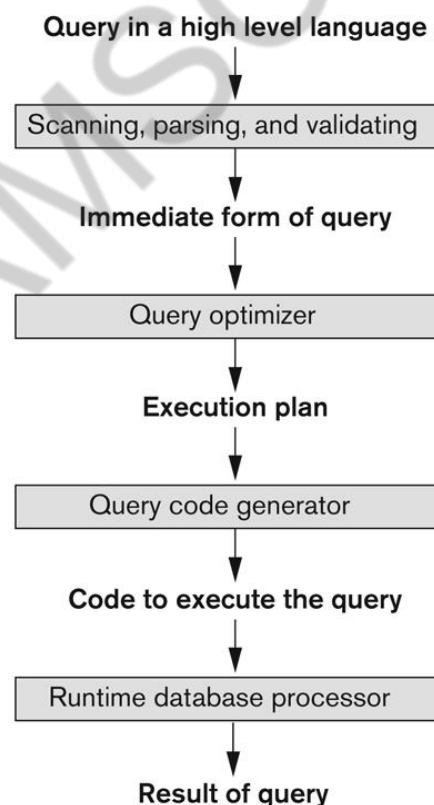 Query in a high level language
Scanning, parsing, and validating
Immediate form of query
Query optimizer
Execution plan
Query code generator
Code to execute the query
Runtime database processor
Result of query